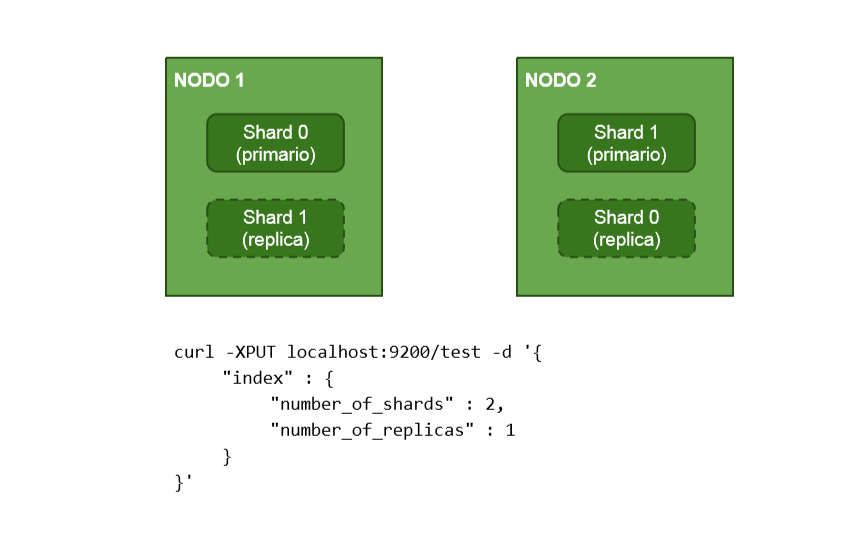 NODO 1
Shard 0
(primario)
Shard 1
(replica)
NODO 2
Shard 1
(primario)
Shard 0
(replica)
curl -XPUT localhost:9200/test -d '{
"index" : {
"number_of_shards" : 2,
"number_of_replicas" : 1
}
}'